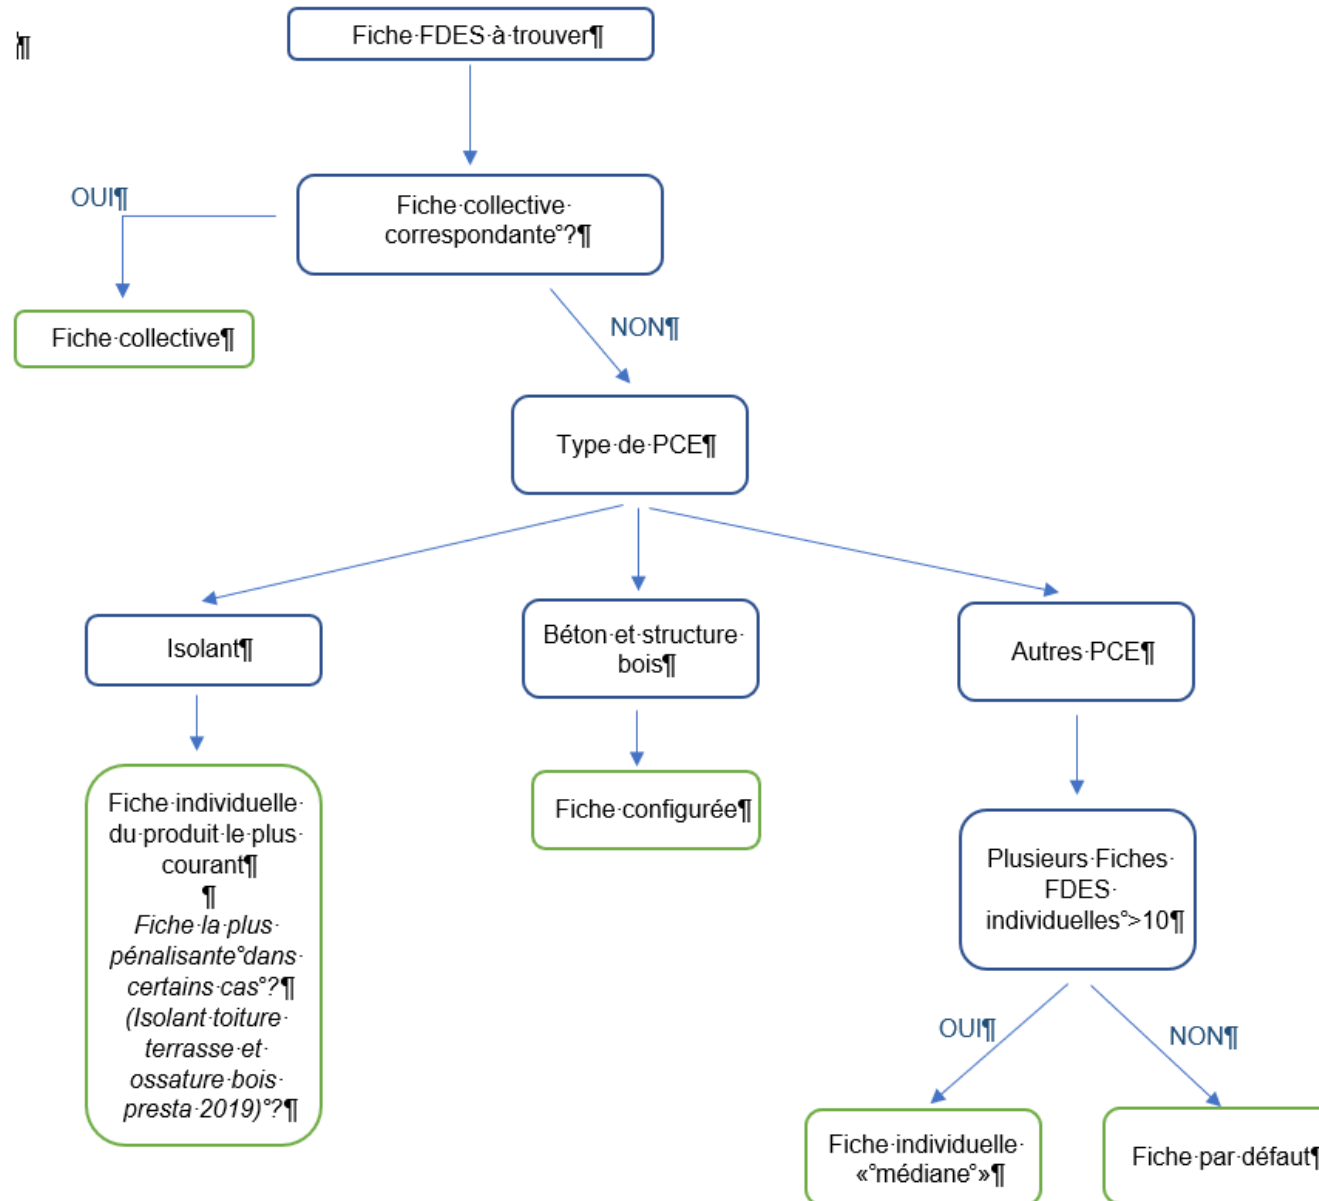 ¶
Fiche·FDES·à·trouver¶
OUI¶
Fiche·collective·
correspondante°?¶
Fiche·collective¶
NON¶
Type·de·PCE¶
Isolant¶
Béton·et·structure·
bois¶
Autres·PCE¶
Fiche·individuelle·
du·produit·le·plus·
courant¶
¶
Fiche·la·plus·
pénalisante°dans·
certains·cas°?¶
(Isolant·toiture·
terrasse·et·
ossature·bois·
presta·2019)°?¶
Fiche·configurée¶
Plusieurs·Fiches·
FDES·
individuelles°>10¶
OUI¶
NON¶
Fiche·individuelle·
«°médiane°»¶
Fiche·par·défaut¶